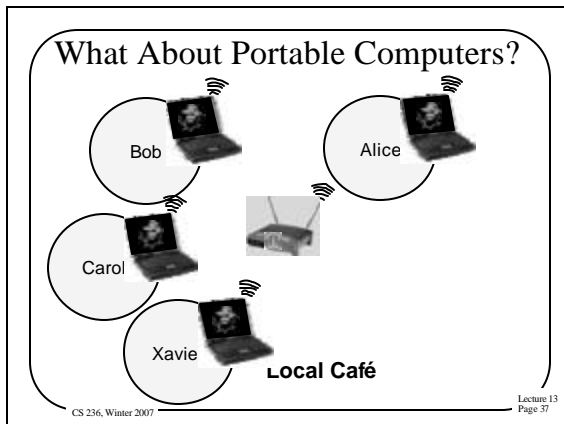 What About Portable Computers?
Bob
Alice
Carol
Xavie
Local Café
CS 236, Winter 2007
Lecture 13
Page 37